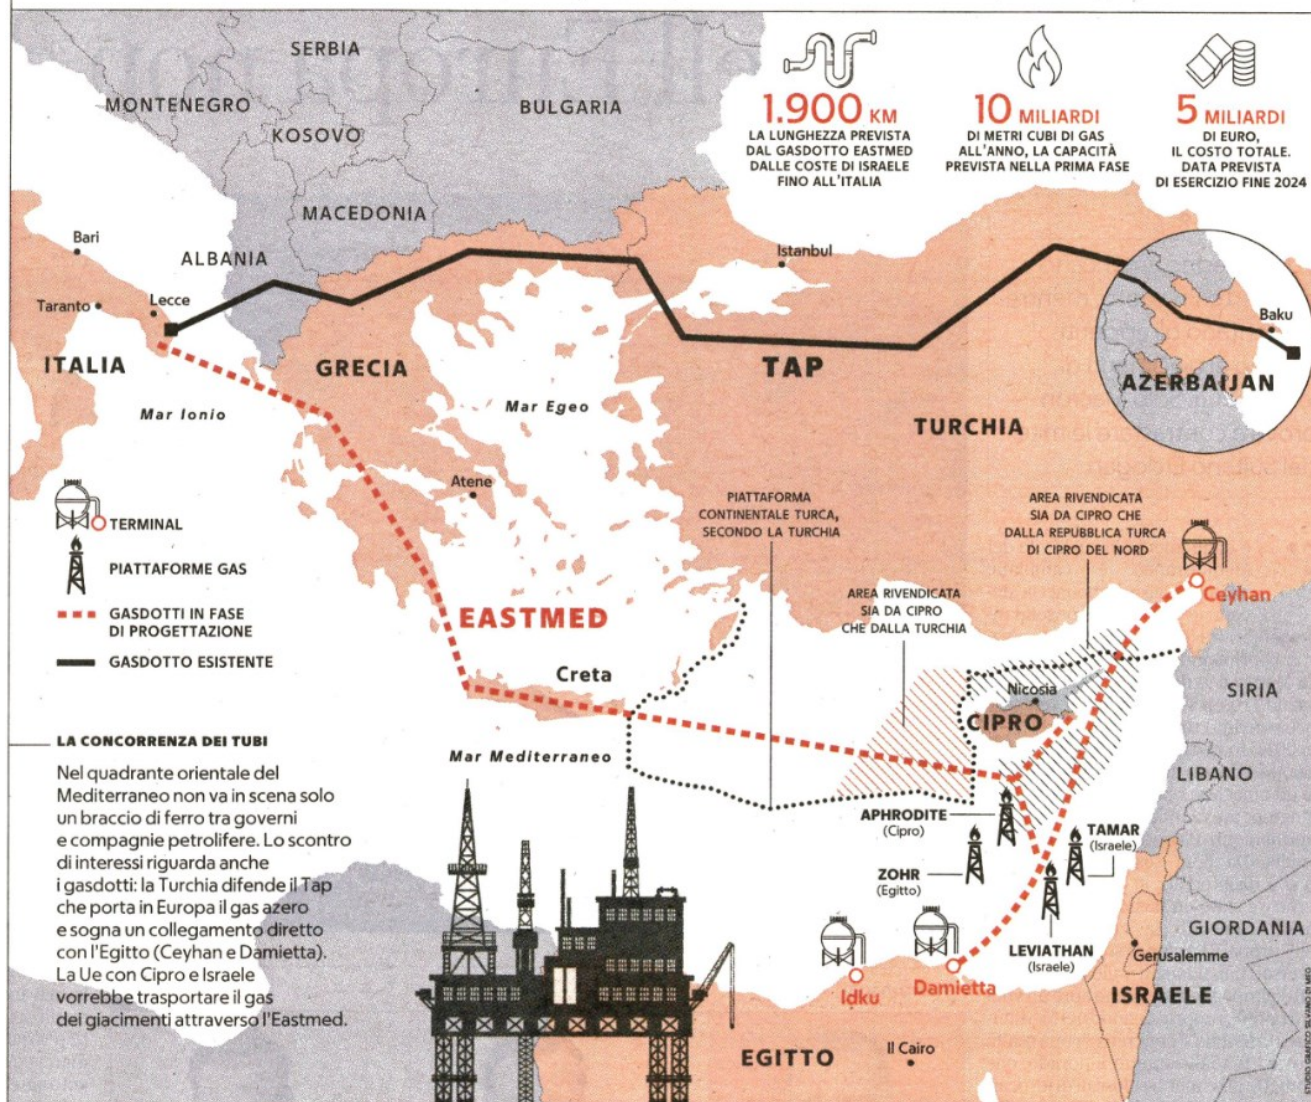 SERBIA
MONTENEGRO
KOSOVO
BULGARIA
MACEDONIA
ALBANIA
1.900 KM
LA LUNGHEZZA PREVISTA
DAL GASDOTTO EASTMED
DALLE COSTE DI ISRAELE
FINO ALL'ITALIA
10 MILIARDI
DI METRI CUBI DI GAS
ALL'ANNO, LA CAPACITÀ
PREVISTA NELLA PRIMA FASE
5 MILIARDI
DI EURO,
IL COSTO TOTALE.
DATA PREVISTA
DI ESERCIZIO FINE 2024
Bari
Taranto
Lecce
Istanbul
Baku
ITALIA
GRECIA
TAP
AZERBAIJAN
Mar Ionio
Mar Egeo
TURCHIA
Atene
TERMINAL
PIATTAFORME GAS
GASDOTTI IN FASE
DI PROGETTAZIONE
GASDOTTO ESISTENTE
PIATTAFORMA
CONTINENTALE TURCA,
SECONDO LA TURCHIA
AREA RIVENDICATA
SIA DA CIPRO CHE
DALLA REPUBBLICA TURCA
DI CIPRO DEL NORD
AREA RIVENDICATA
SIA DA CIPRO
CHE DALLA TURCHIA
Ceyhan
EASTMED
Creta
Nicosia
CIPRO
SIRIA
Mar Mediterraneo
LIBANO
LA CONCORRENZA DEI TUBI
Nel quadrante orientale del
Mediterraneo non va in scena solo
un braccio di ferro tra governi
e compagnie petrolifere. Lo scontro
di interessi riguarda anche
i gasdotti: la Turchia difende il Tap
che porta in Europa il gas azero
e sogna un collegamento diretto
con l'Egitto (Ceyhan e Damietta).
La Ue con Cipro e Israele
vorrebbe trasportare il gas
dei giacimenti attraverso l'Eastmed.
APHRODITE
(Cipro)
TAMAR
(Israele)
ZOHR
(Egitto)
LEVIATHAN
(Israele)
GIORDANIA
Gerusalemme
ISRAELE
Idku
Damietta
EGITTO
Il Cairo